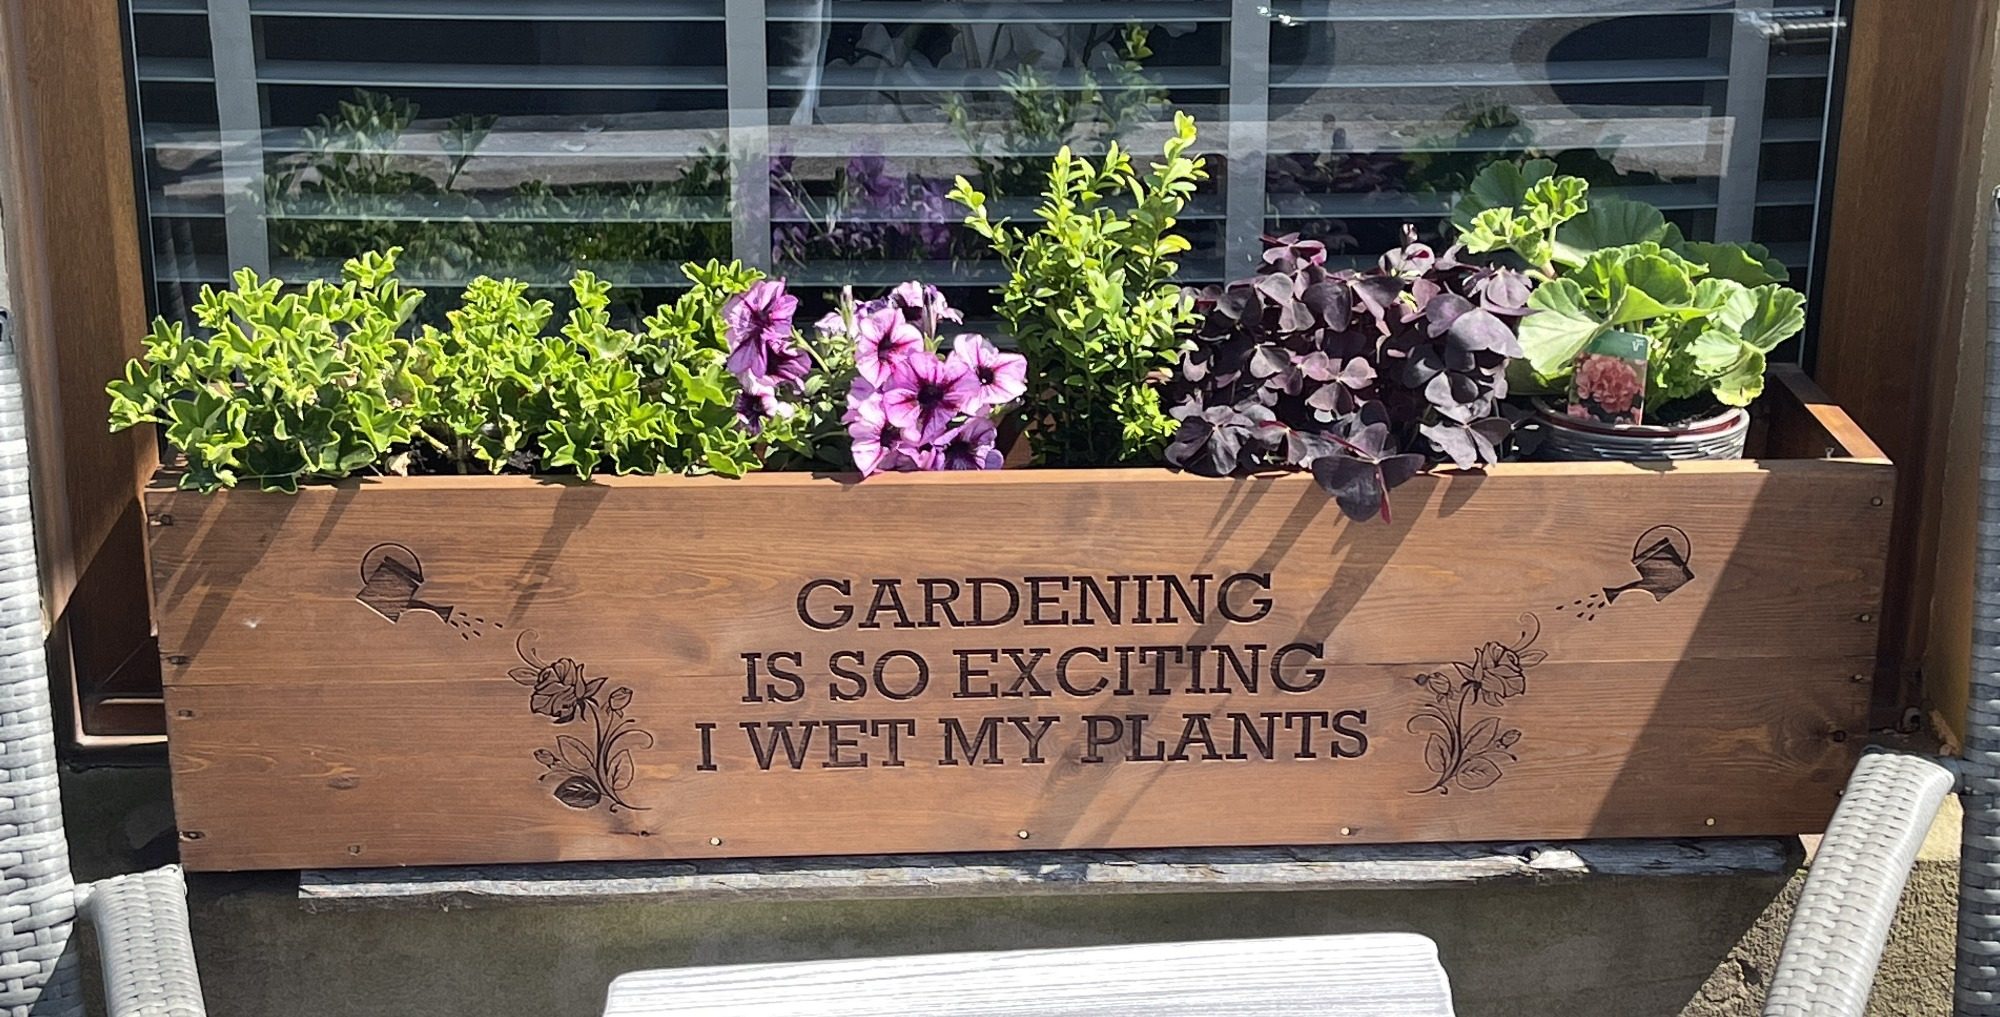 GARDENING
IS SO EXCITING
I WET MY PLANTS